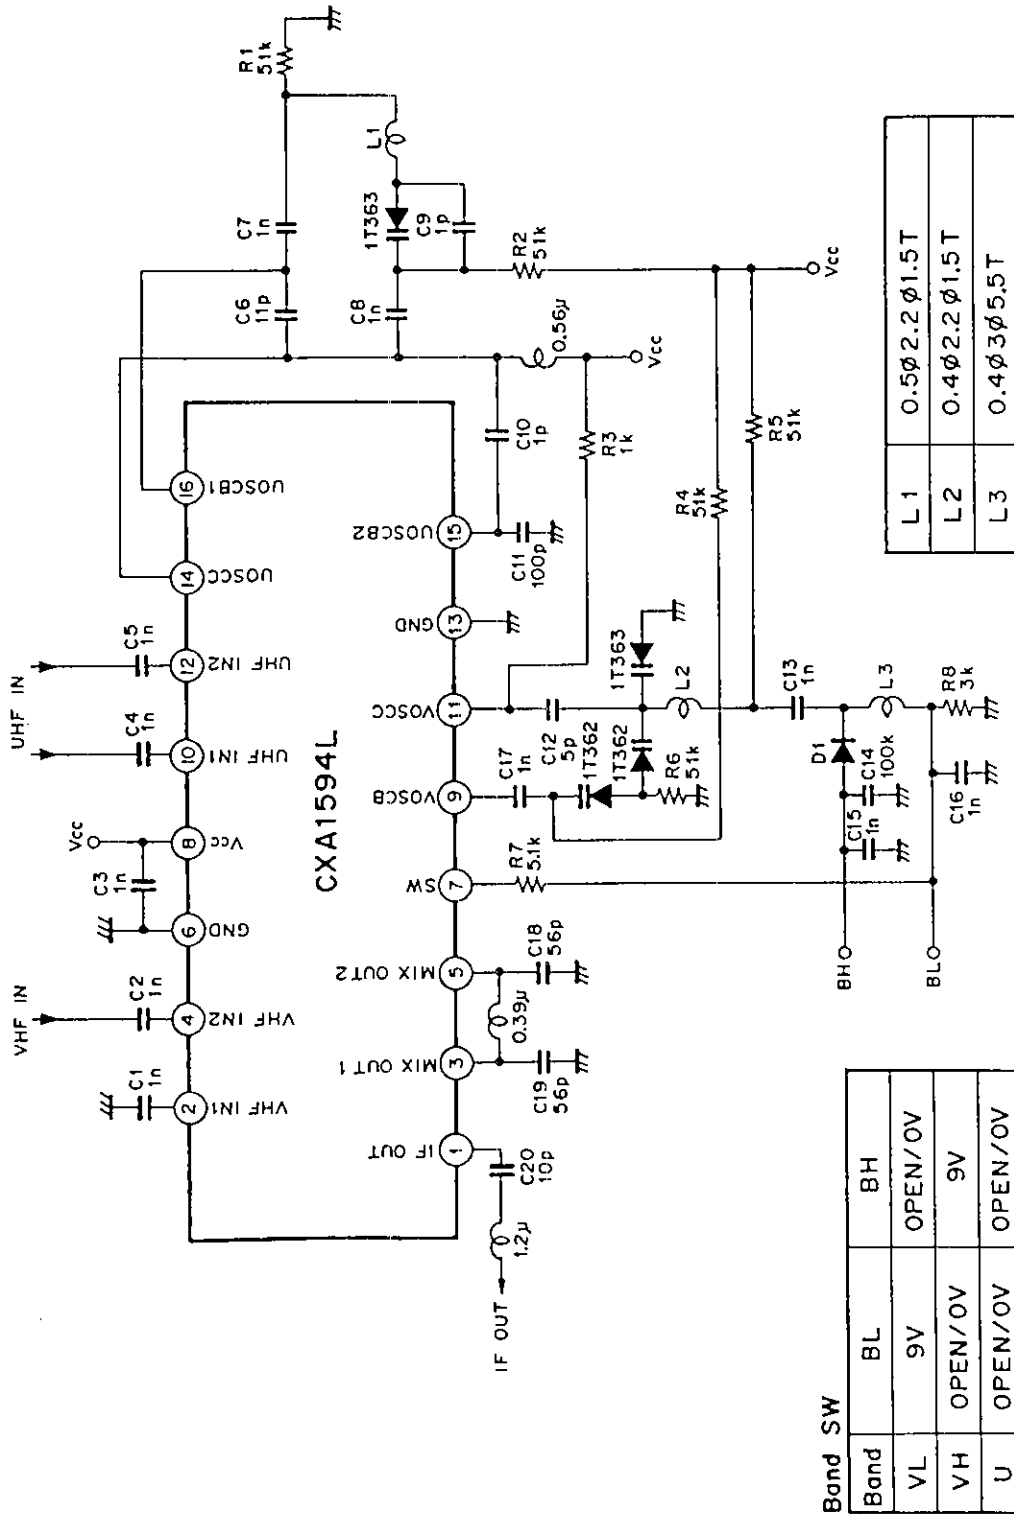 VHF IN
UHF IN
C1
1n
C2
1n
C3
1n
Vcc
C4
1n
C5
1n
2
4
6
8
10
12
14
16
VHF IN1
VHF IN2
GND
Vcc
UHF IN1
UHF IN2
UOSCC
UOSCB1
CXA1594L
IF OUT
MIX OUT1
MIX OUT2
SW
VOSCB
VOSCC
GND
UOSCB2
1
3
5
7
9
11
13
15
IF OUT
1.2μ
C20
10p
C19
56p
0.39μ
C18
56p
R7
5.1k
C17
1n
C12
5p
1T362
1T362
R6
51k
1T363
L2
C11
100p
C10
1p
R3
1k
0.56μ
Vcc
C6
11p
C7
1n
R1
51k
L1
C8
1n
1T363
C9
1p
R2
51k
R4
51k
R5
51k
Vcc
C13
1n
D1
C14
100k
C15
1n
L3
R8
3k
C16
1n
BH
BL
Band SW
Band BL BH
VL 9V OPEN/0V
VH OPEN/0V 9V
U OPEN/0V OPEN/0V
L1 0.5ø2.2ø1.5T
L2 0.4ø2.2ø1.5T
L3 0.4ø3ø5.5T